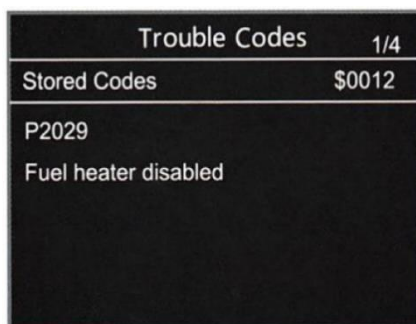 Trouble Codes 1/4
Stored Codes $0012
P2029
Fuel heater disabled